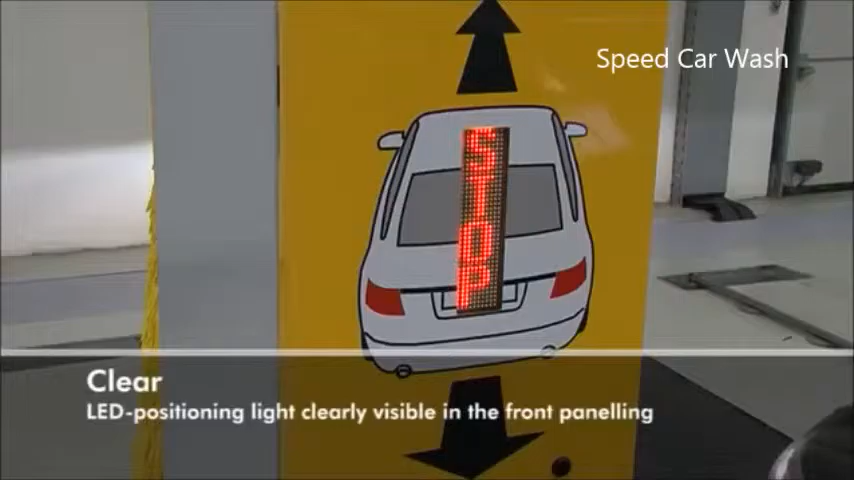 Speed Car Wash
STOP
Clear
LED-positioning light clearly visible in the front panelling